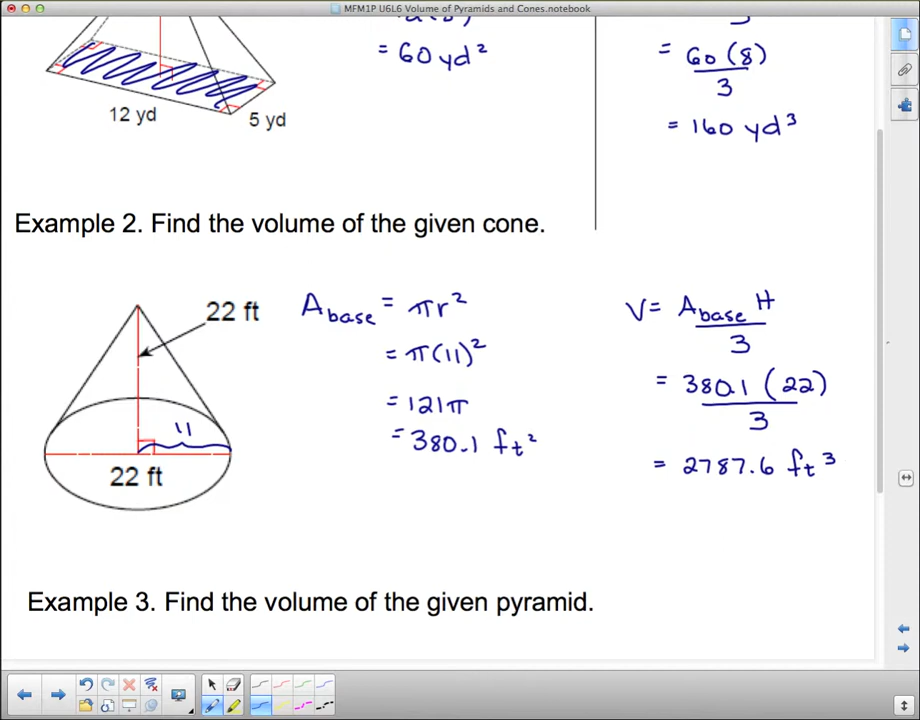 MFM1P U6L6 Volume of Pyramids and Cones.notebook
= 60 yd²
3
= 60 (8)
3
= 160 yd³
12 yd
5 yd
Example 2. Find the volume of the given cone.
22 ft
11
22 ft
A base = πr²
= π(11)²
= 121π
= 380.1 ft²
V = A base H
3
= 380.1 (22)
3
= 2787.6 ft³
Example 3. Find the volume of the given pyramid.